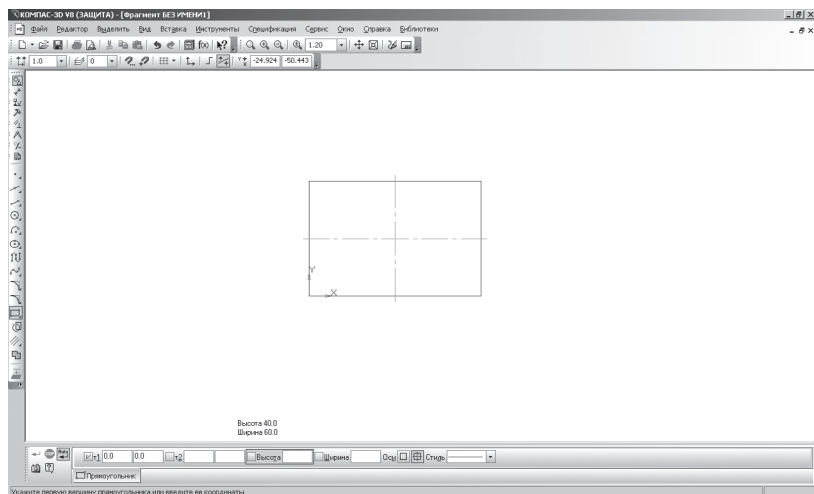 КОМПАС-3D V8 (ЗАЩИТА) - [Фрагмент БЕЗ ИМЕНИ1]
Файл Редактор Выделить Вид Вставка Инструменты Спецификация Сервис Окно Справка Библиотеки
1.20
1.0 0 -24.924 -50.443
Y
X
Высота 40.0
Ширина 60.0
т1 0.0 0.0 т2 Высота Ширина Оси Стиль
Прямоугольник
Укажите первую вершину прямоугольника или введите ее координаты